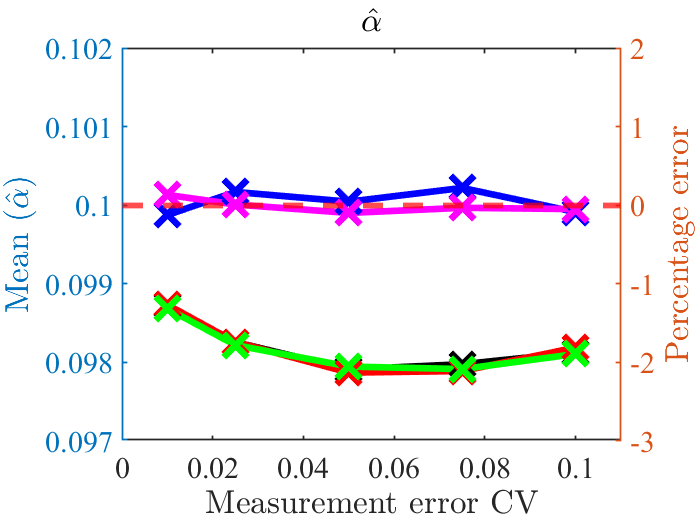 α̂
0.102
0.101
0.1
0.099
0.098
0.097
Mean (α̂)
2
1
0
-1
-2
-3
Percentage error
0 0.02 0.04 0.06 0.08 0.1
Measurement error CV